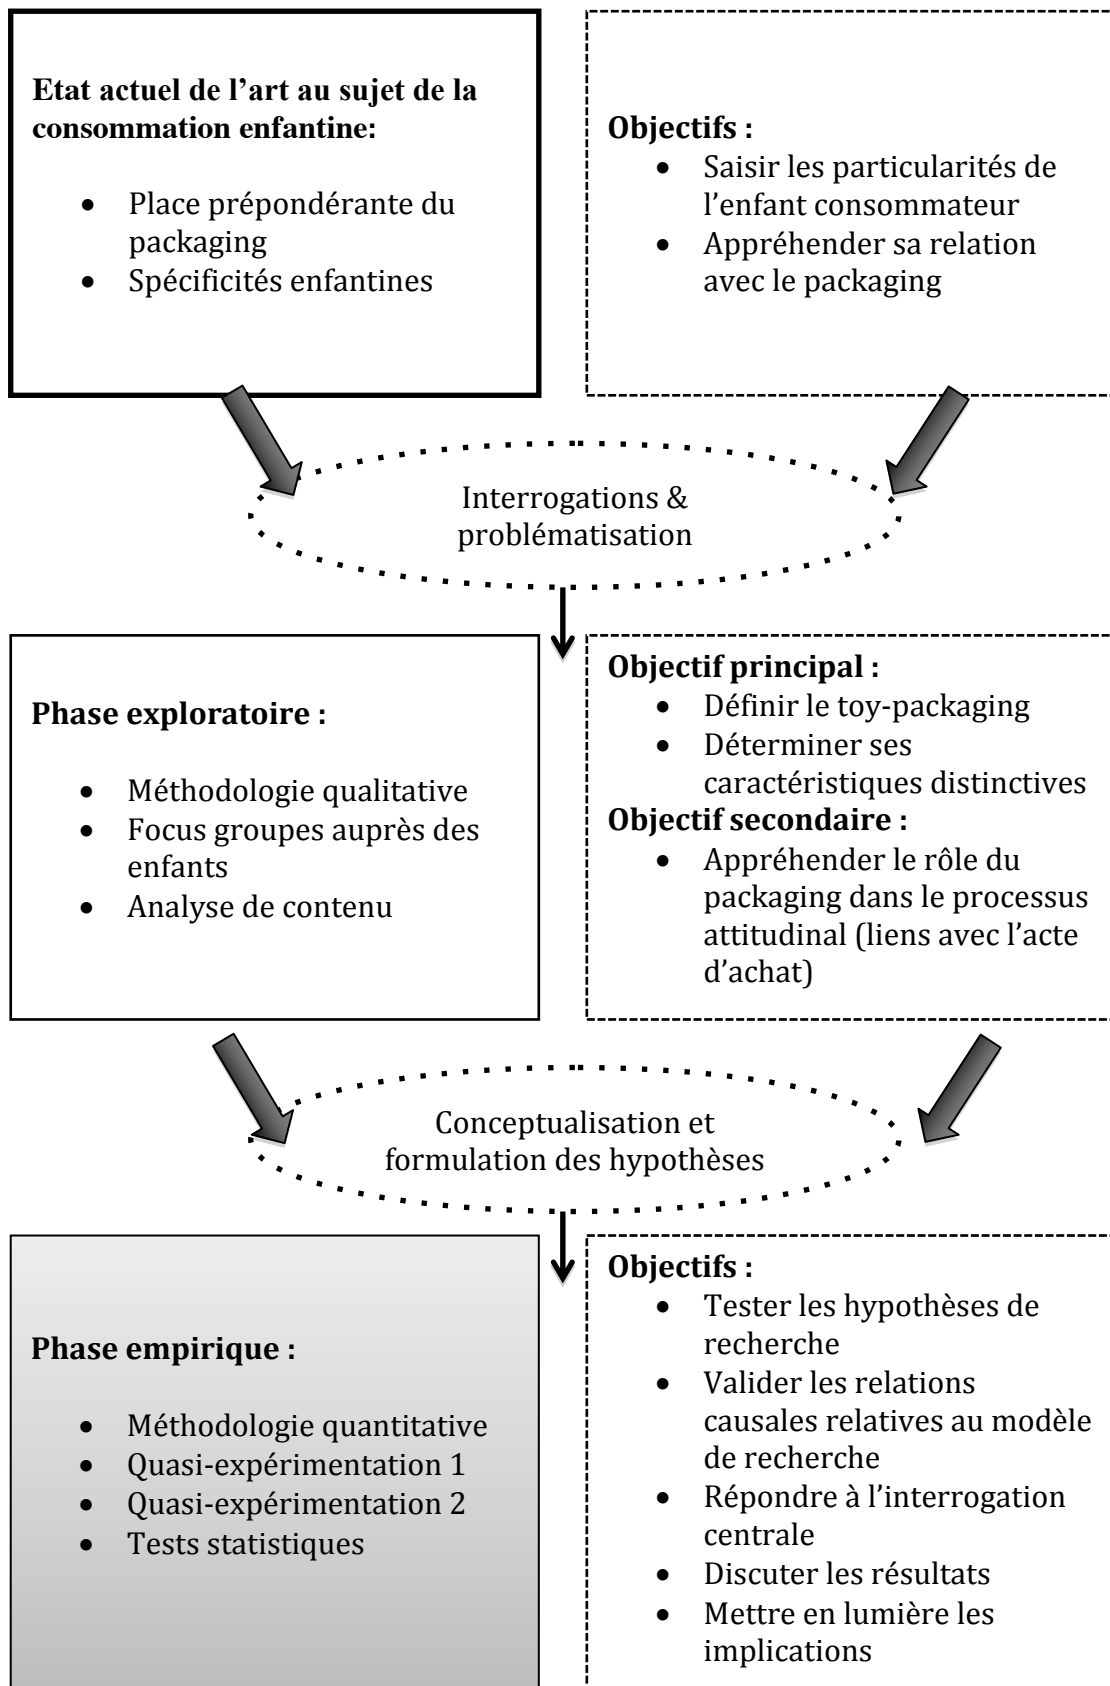 Etat actuel de l’art au sujet de la
consommation enfantine:
• Place prépondérante du
packaging
• Spécificités enfantines
Objectifs :
• Saisir les particularités de
l’enfant consommateur
• Appréhender sa relation
avec le packaging
Interrogations &
problématisation
Phase exploratoire :
• Méthodologie qualitative
• Focus groupes auprès des
enfants
• Analyse de contenu
Objectif principal :
• Définir le toy-packaging
• Déterminer ses
caractéristiques distinctives
Objectif secondaire :
• Appréhender le rôle du
packaging dans le processus
attitudinal (liens avec l’acte
d’achat)
Conceptualisation et
formulation des hypothèses
Phase empirique :
• Méthodologie quantitative
• Quasi-expérimentation 1
• Quasi-expérimentation 2
• Tests statistiques
Objectifs :
• Tester les hypothèses de
recherche
• Valider les relations
causales relatives au modèle
de recherche
• Répondre à l’interrogation
centrale
• Discuter les résultats
• Mettre en lumière les
implications